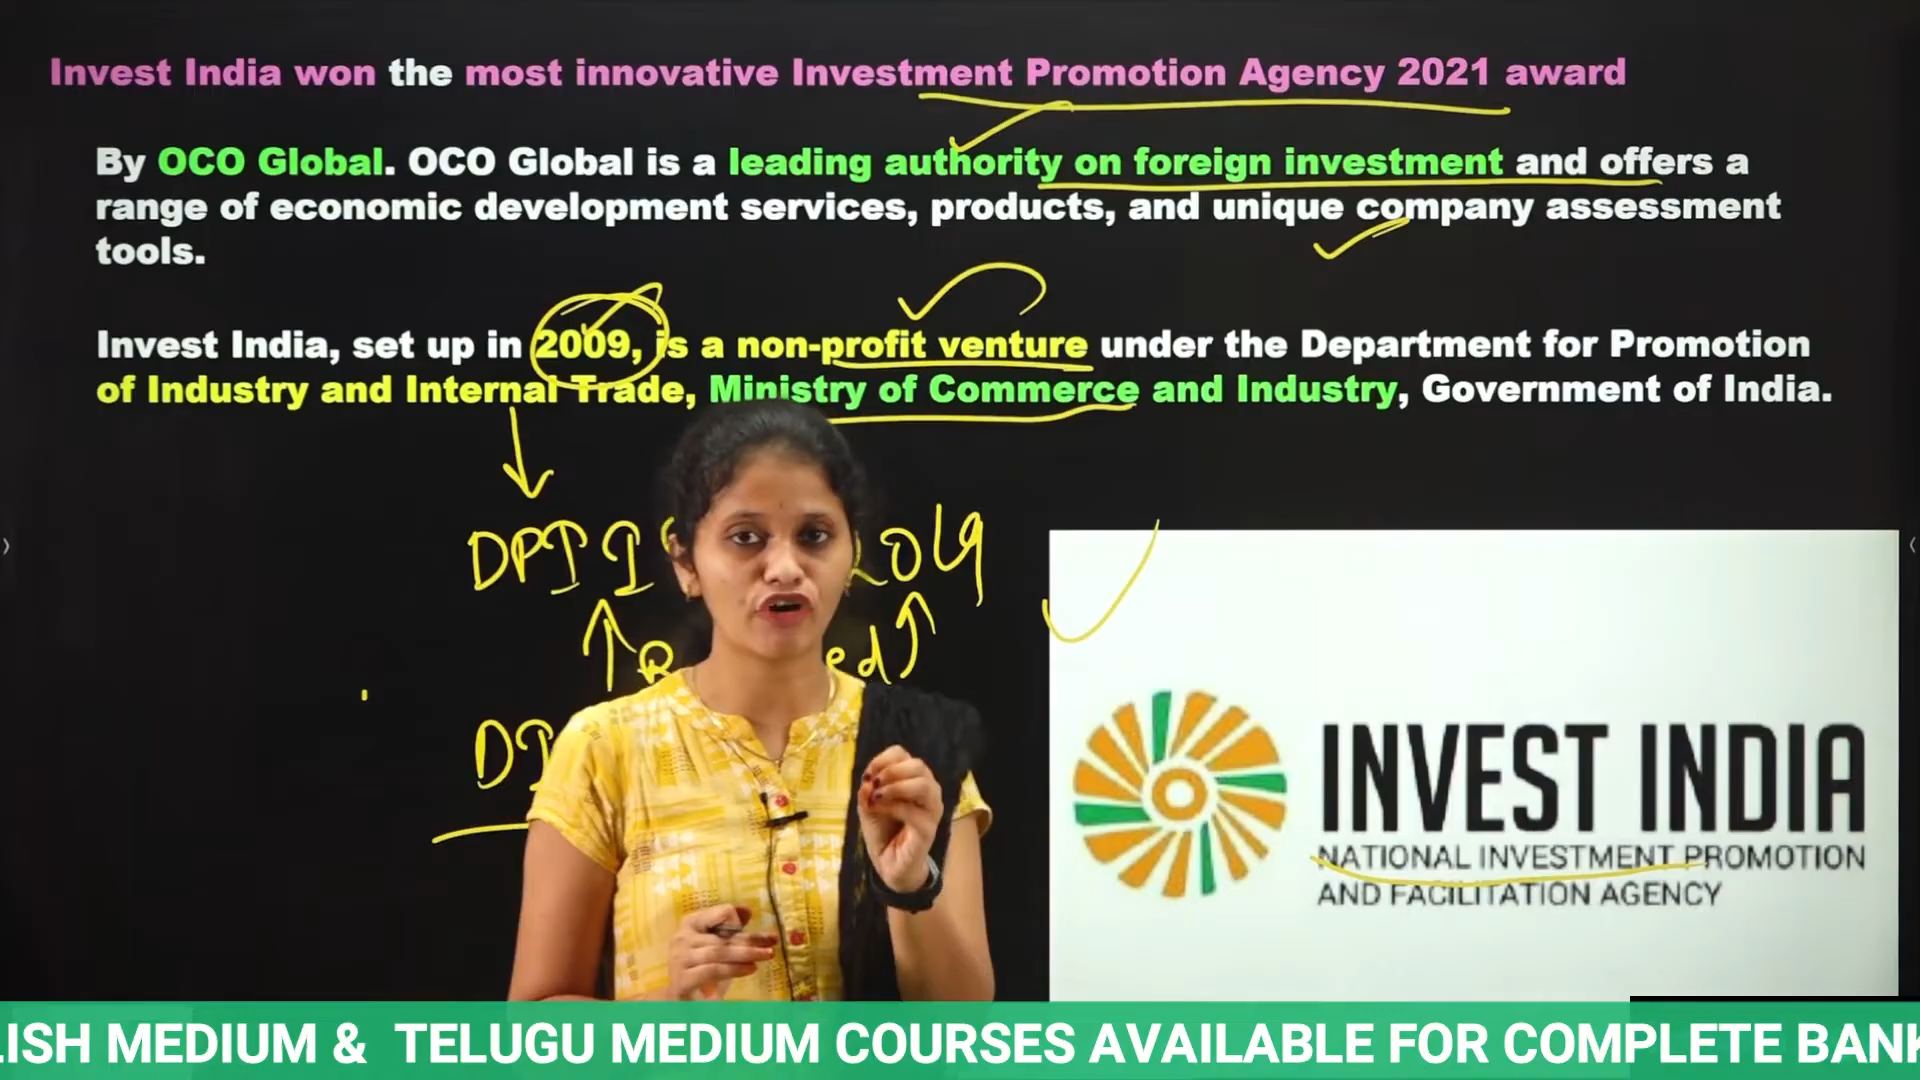 Invest India won the most innovative Investment Promotion Agency 2021 award
By OCO Global. OCO Global is a leading authority on foreign investment and offers a
range of economic development services, products, and unique company assessment
tools.
Invest India, set up in 2009, is a non-profit venture under the Department for Promotion
of Industry and Internal Trade, Ministry of Commerce and Industry, Government of India.
DPII
2019
INVEST INDIA
NATIONAL INVESTMENT PROMOTION
AND FACILITATION AGENCY
MEDIUM & TELUGU MEDIUM COURSES AVAILABLE FOR COMPLETE